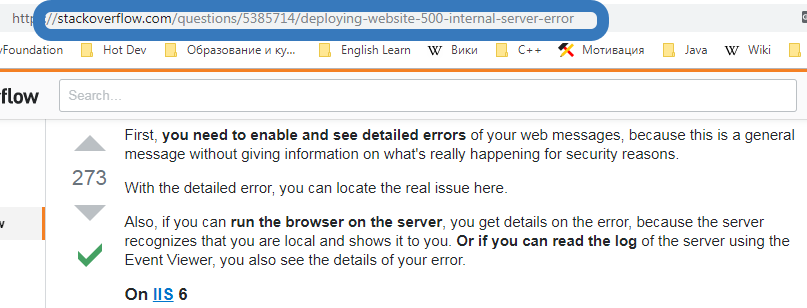 https://stackoverflow.com/questions/5385714/deploying-website-500-internal-server-error
yFoundation Hot Dev Образование и ку... English Learn W Вики C++ Мотивация Java W Wiki
rflow Search...
First, you need to enable and see detailed errors of your web messages, because this is a general
message without giving information on what's really happening for security reasons.
273
With the detailed error, you can locate the real issue here.
Also, if you can run the browser on the server, you get details on the error, because the server
w recognizes that you are local and shows it to you. Or if you can read the log of the server using the
Event Viewer, you also see the details of your error.
On IIS 6